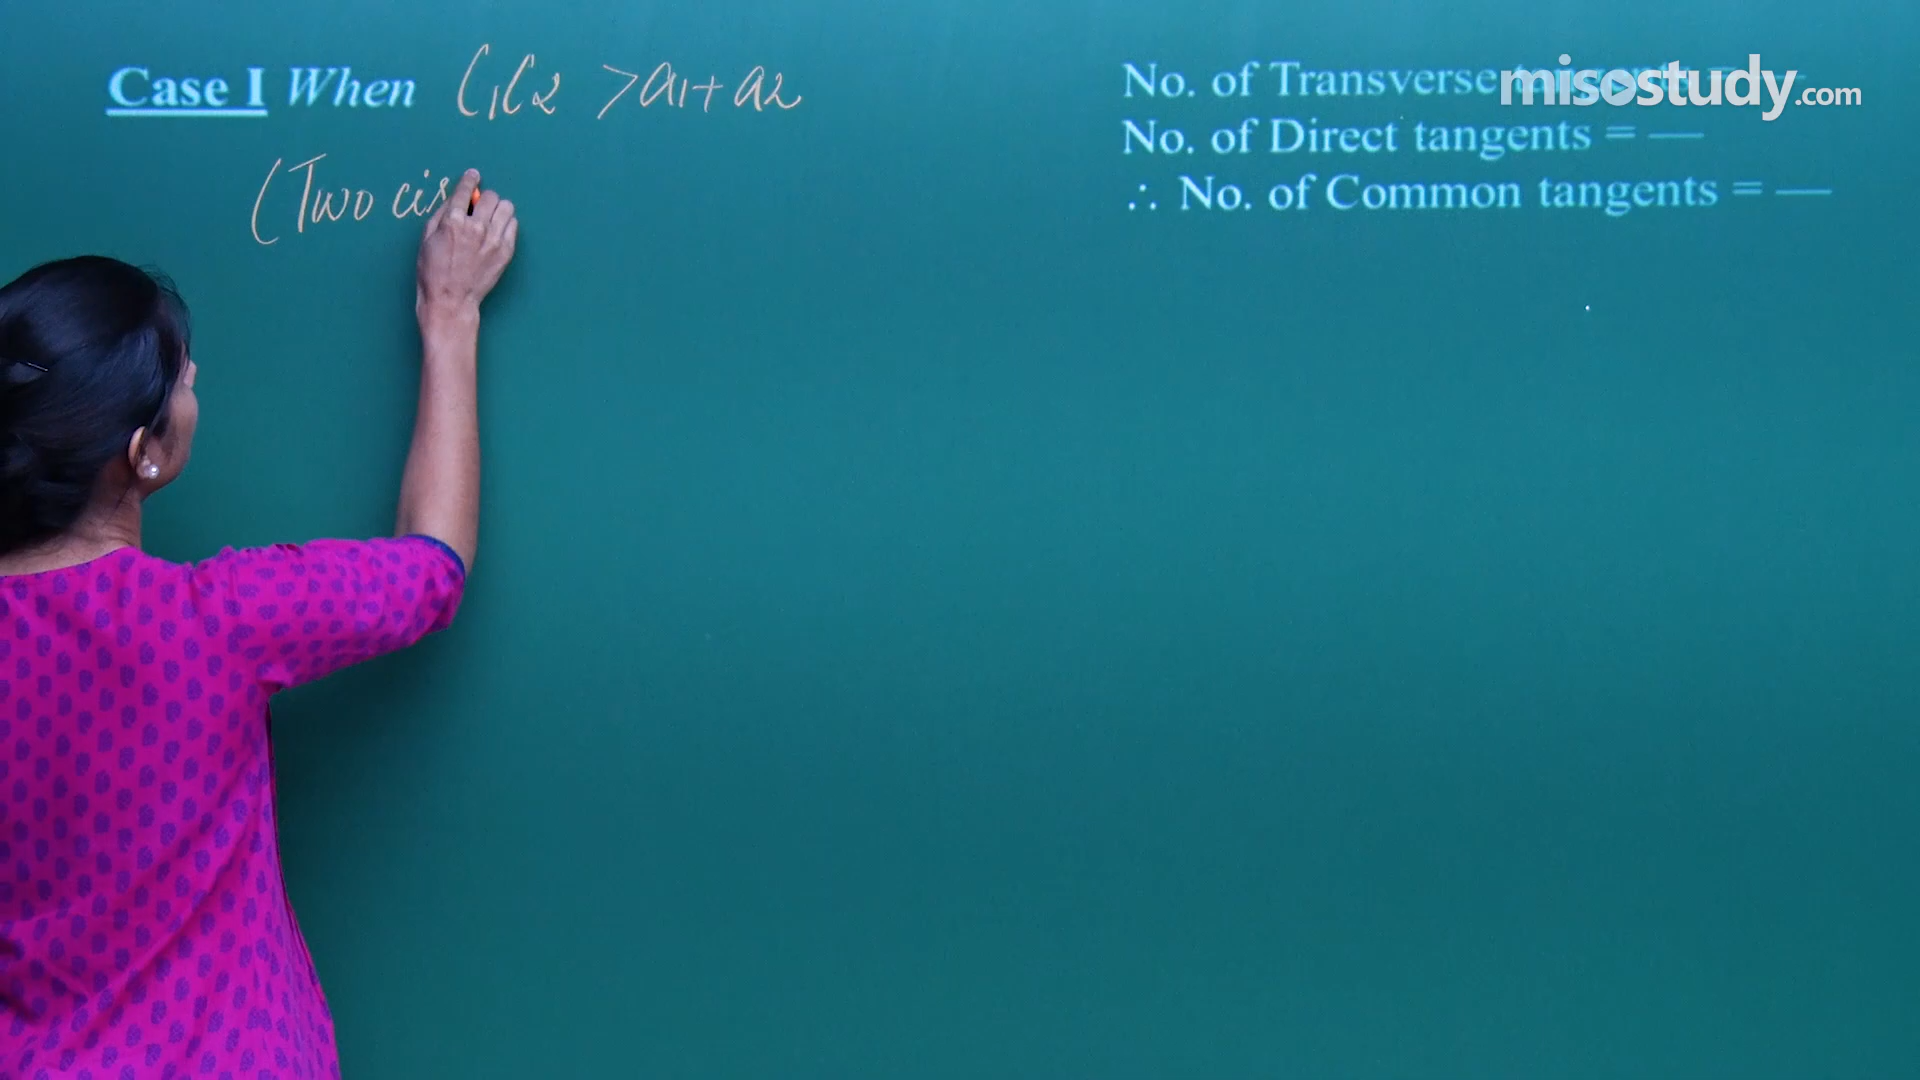 Case I When C₁C₂ > a₁ + a₂
(Two cir
No. of Transverse tangents = —
No. of Direct tangents = —
∴ No. of Common tangents = —
misostudy.com